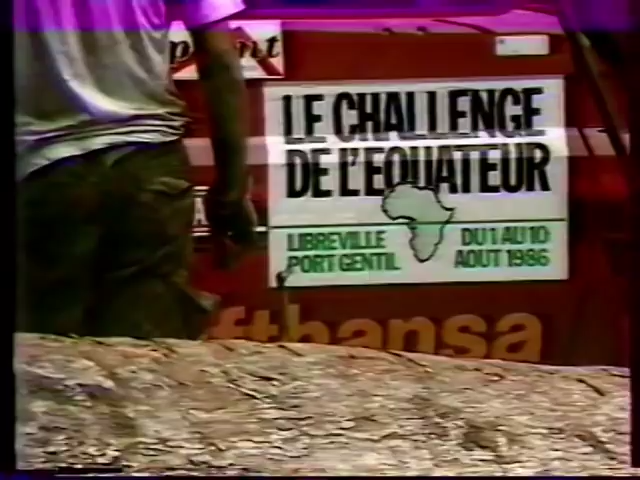 LE CHALLENGE
DE L'EQUATEUR
LIBREVILLE
PORT GENTIL
DU 1 AU 10
AOUT 1986
fthansa